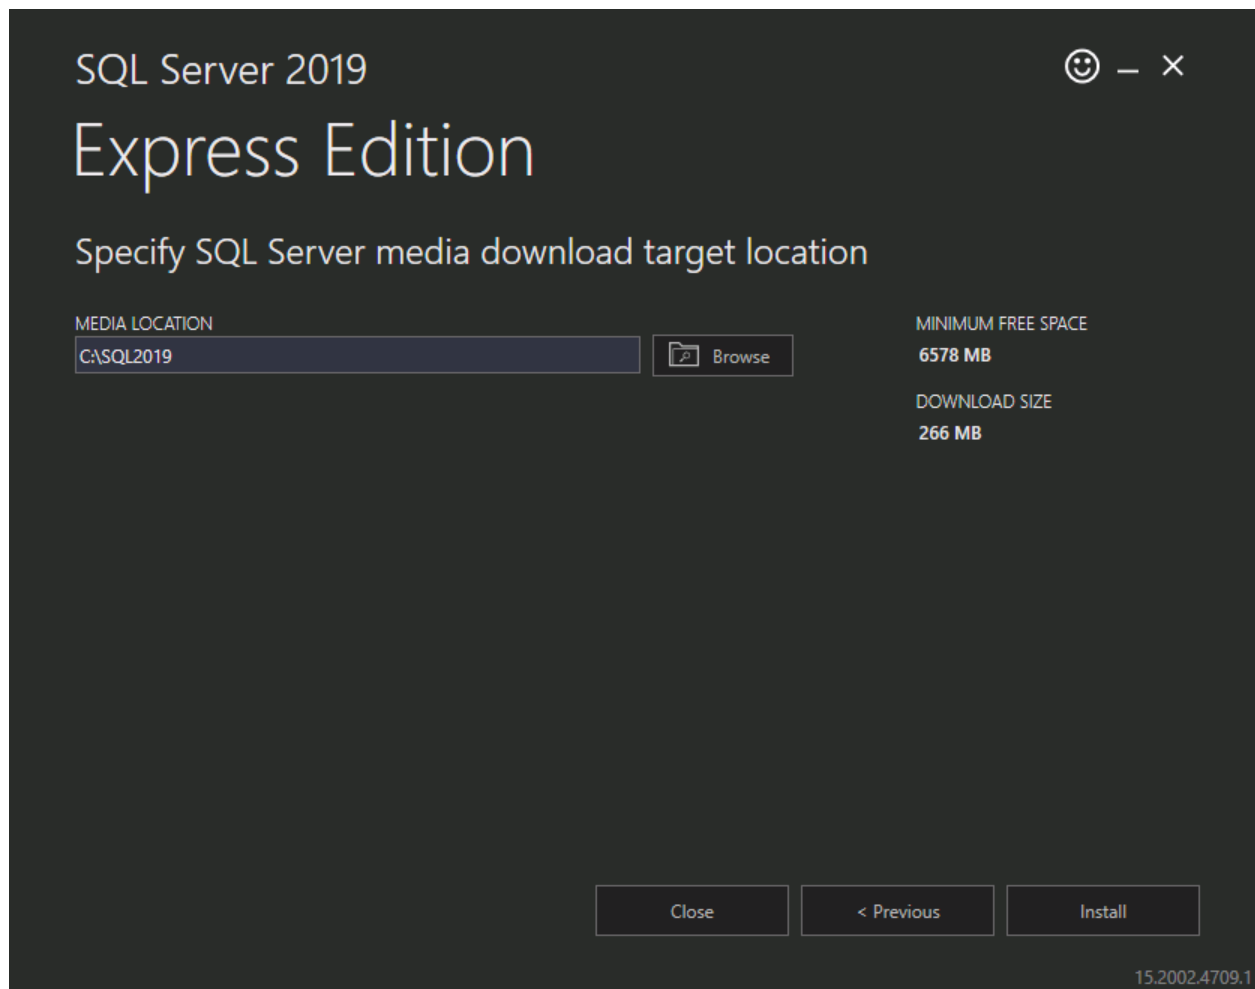 SQL Server 2019
Express Edition
Specify SQL Server media download target location
MEDIA LOCATION
C:\SQL2019
Browse
MINIMUM FREE SPACE
6578 MB
DOWNLOAD SIZE
266 MB
Close
< Previous
Install
15.2002.4709.1